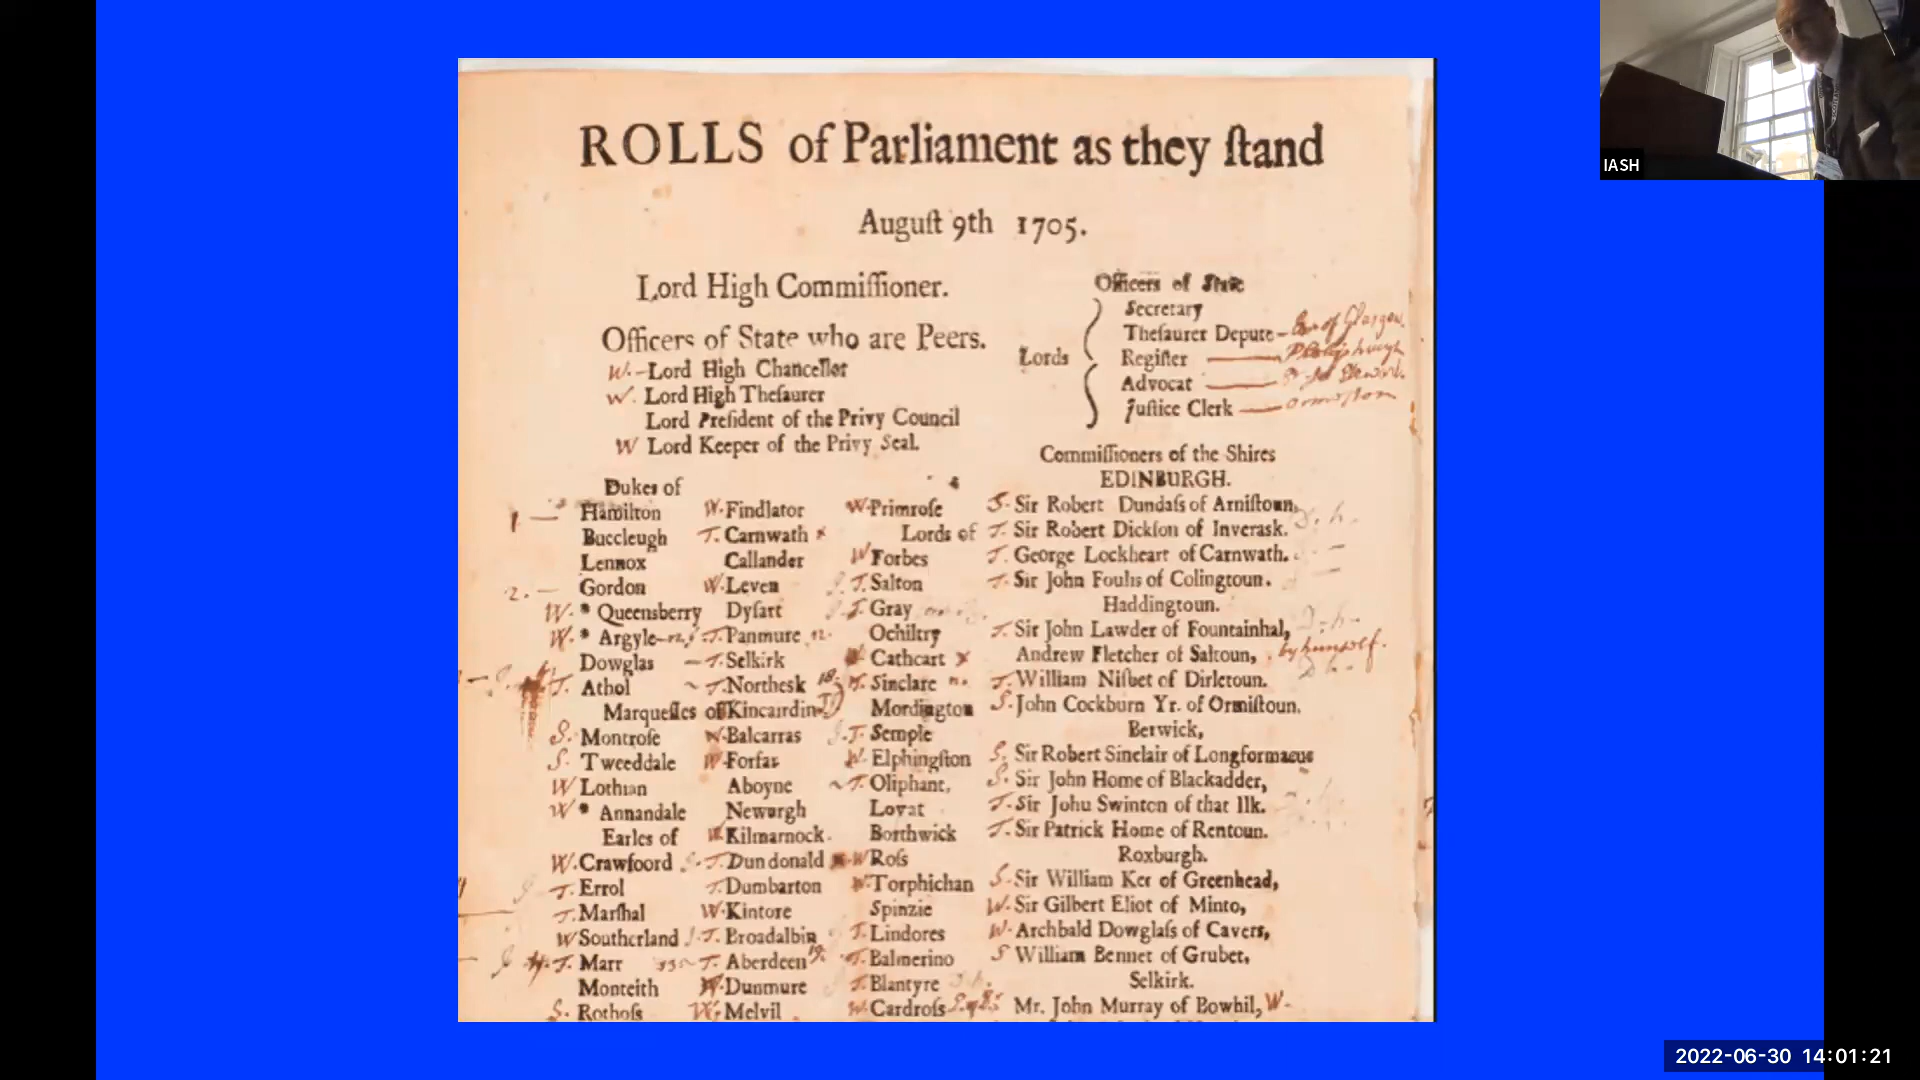 ROLLS of Parliament as they ſtand
Auguſt 9th 1705.
Lord High Commiſſioner.
Officers of State who are Peers.
W. Lord High Chancellor
W. Lord High Theſaurer
Lord Preſident of the Privy Council
W Lord Keeper of the Privy Seal.
Officers of State
Lords
Secretary
Theſaurer Depute
Regiſter
Advocat
Juſtice Clerk
Dukes of
1 — Hamilton
Buccleugh
Lennox
2. — Gordon
W. * Queensberry
W. * Argyle
Dowglas
T. Athol
Marqueſſes of
S. Montroſe
S. Tweeddale
W Lothian
W * Annandale
Earles of
W. Crawfoord
T. Errol
T. Marſhal
W Southerland
T. Marr
Monteith
S. Rothoſs
W. Findlator
T. Carnwath
Callander
W. Leven
Dyſart
T. Panmure
T. Selkirk
T. Northesk
Kincairdin
W. Balcarras
W Forfar
Aboyne
Newurgh
Kilmarnock.
T. Dundonald
T. Dumbarton
W. Kintore
T. Broadalbin
T. Aberdeen
W. Dunmure
W. Melvil
W. Primroſe
Lords of
W Forbes
T. Salton
T. Gray
Ochiltry
Cathcart x
Sinclare
Mordington
T. Semple
W. Elphingſton
T. Oliphant,
Lovat
Borthwick
W Roſs
W. Torphichan
Spinzie
T. Lindores
T. Balmerino
T. Blantyre
W. Cardroſs
Commiſſioners of the Shires
EDINBURGH.
S. Sir Robert Dundaſs of Arniſtoun,
T. Sir Robert Dickſon of Inverask.
T. George Lockheart of Carnwath.
T. Sir John Foulis of Colingtoun.
Haddingtoun.
T. Sir John Lawder of Fountainhal,
Andrew Fletcher of Saltoun, by himself.
T. William Niſbet of Dirletoun.
S. John Cockburn Yr. of Ormiſtoun.
Berwick,
S. Sir Robert Sinclair of Longformacus
S. Sir John Home of Blackadder,
T. Sir John Swinton of that Ilk.
T. Sir Patrick Home of Rentoun.
Roxburgh.
S. Sir William Ker of Greenhead,
W. Sir Gilbert Eliot of Minto,
W. Archbald Dowglaſs of Cavers,
S William Bennet of Grubet,
Selkirk.
Mr. John Murray of Bowhil, W.
IASH
2022-06-30 14:01:21